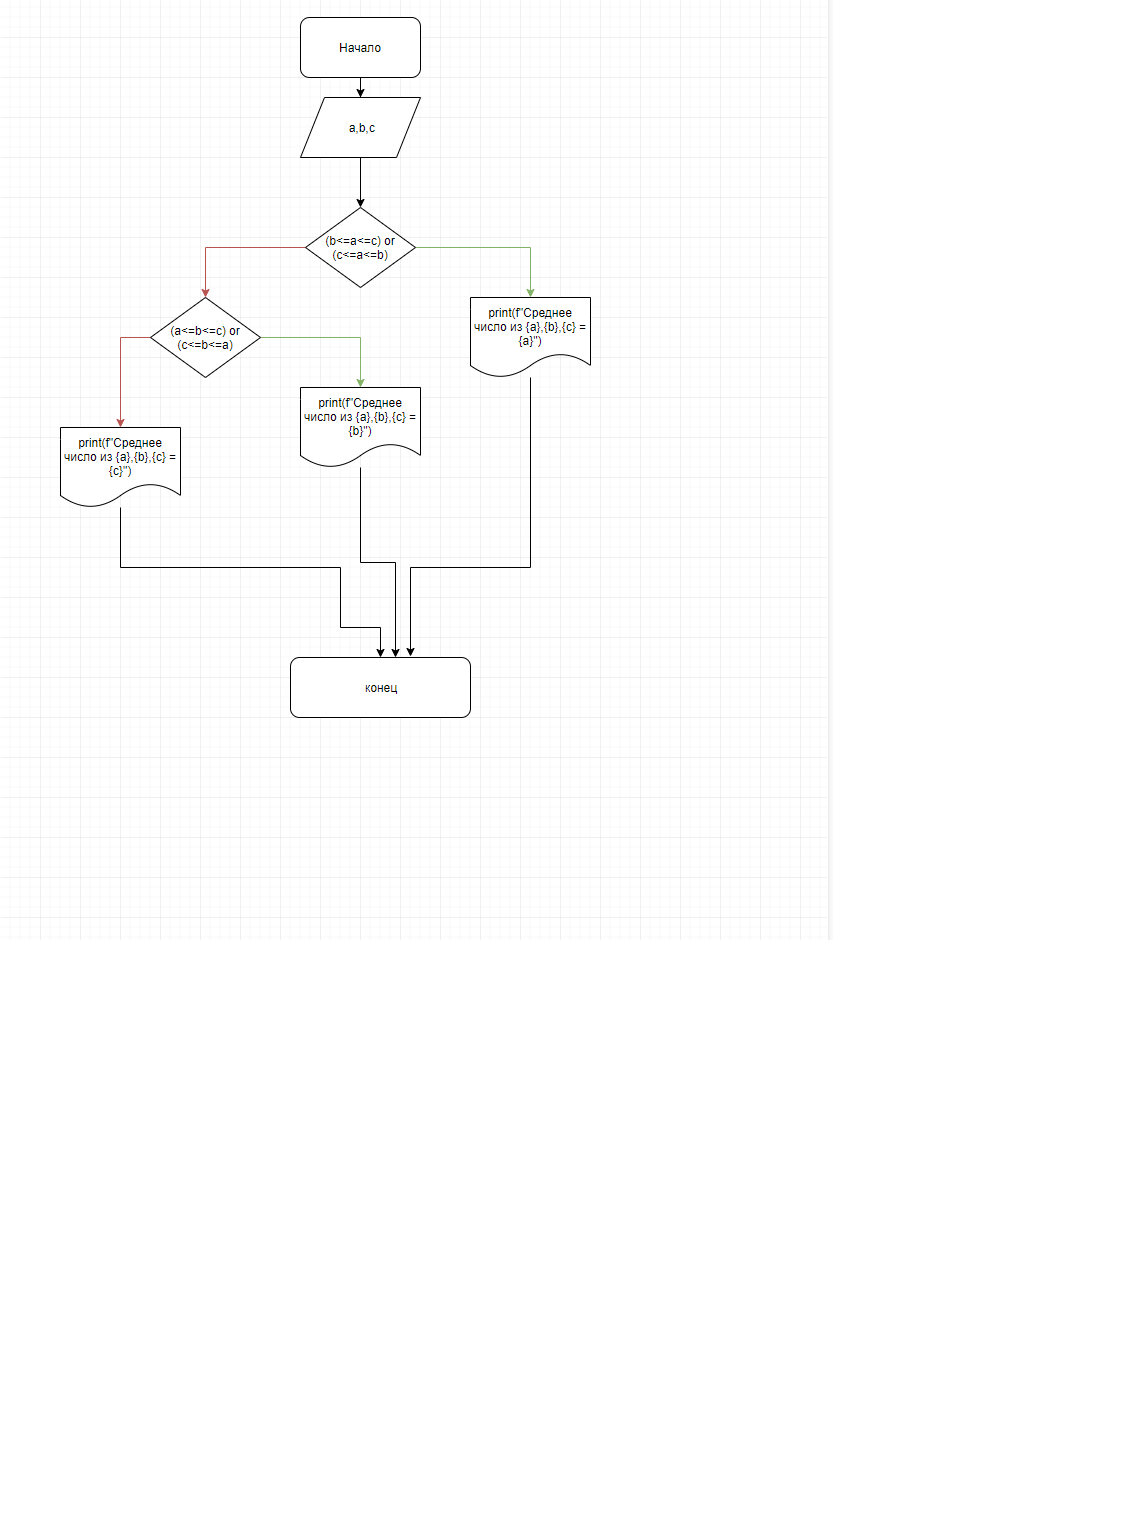 Начало
a,b,c
(b<=a<=c) or
(c<=a<=b)
(a<=b<=c) or
(c<=b<=a)
print(f"Среднее
число из {a},{b},{c} =
{a}")
print(f"Среднее
число из {a},{b},{c} =
{b}")
print(f"Среднее
число из {a},{b},{c} =
{c}")
конец